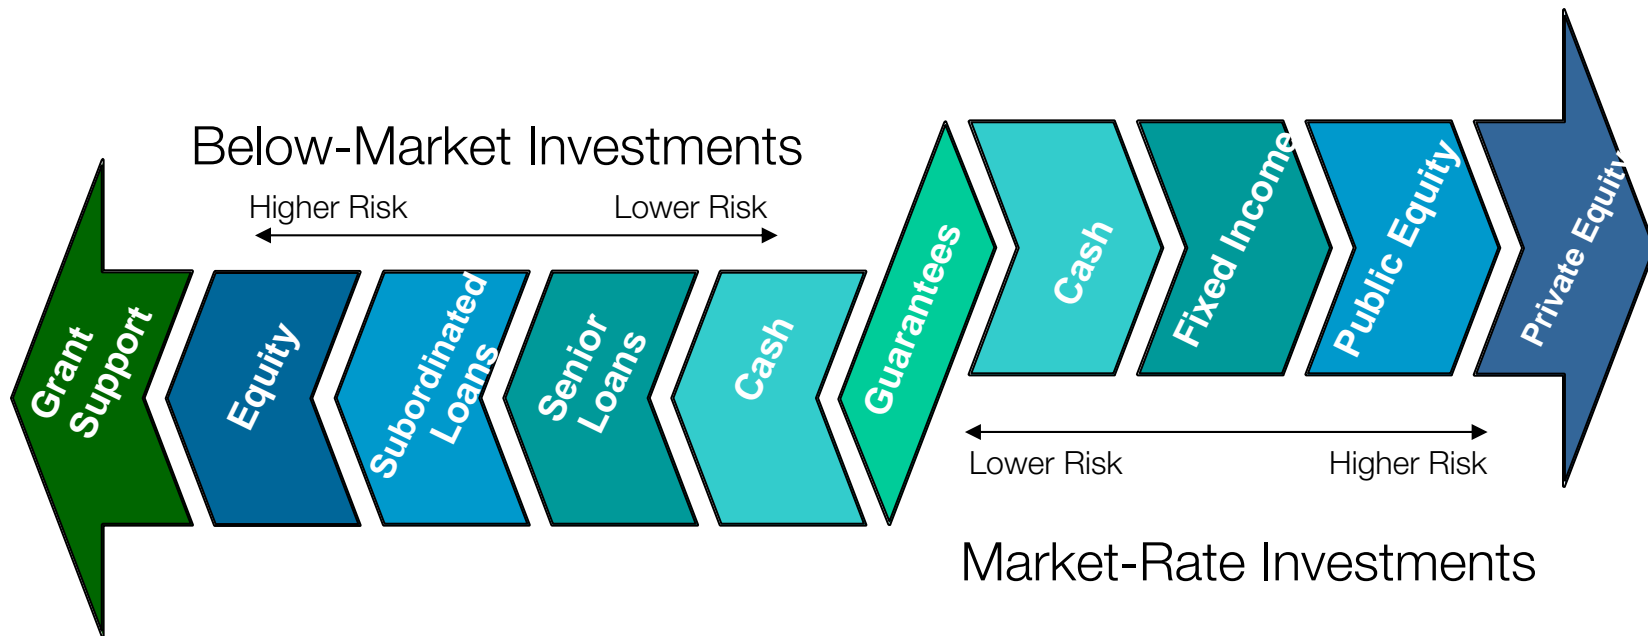 Below-Market Investments
Higher Risk
Lower Risk
Grant
Support
Equity
Subordinated
Loans
Senior
Loans
Cash
Guarantees
Cash
Fixed Income
Public Equity
Private Equity
Lower Risk
Higher Risk
Market-Rate Investments